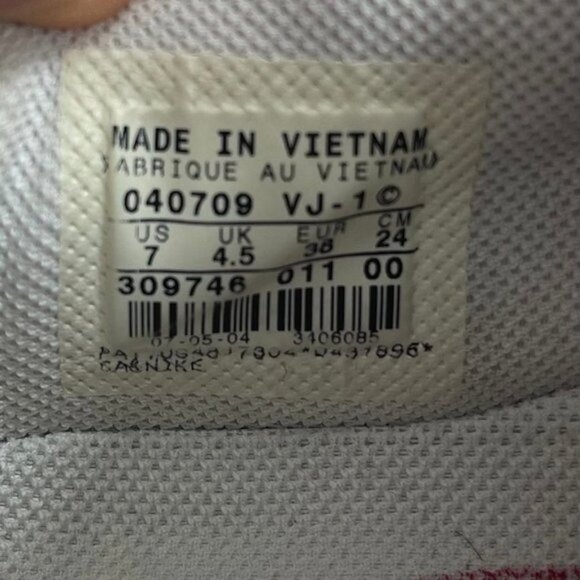 MADE IN VIETNAM
FABRIQUE AU VIETNAM
040709 VJ-1©
US UK EUR CM
7 4.5 38 24
309746 011 00
07-05-04 3106085
CA&NIKE